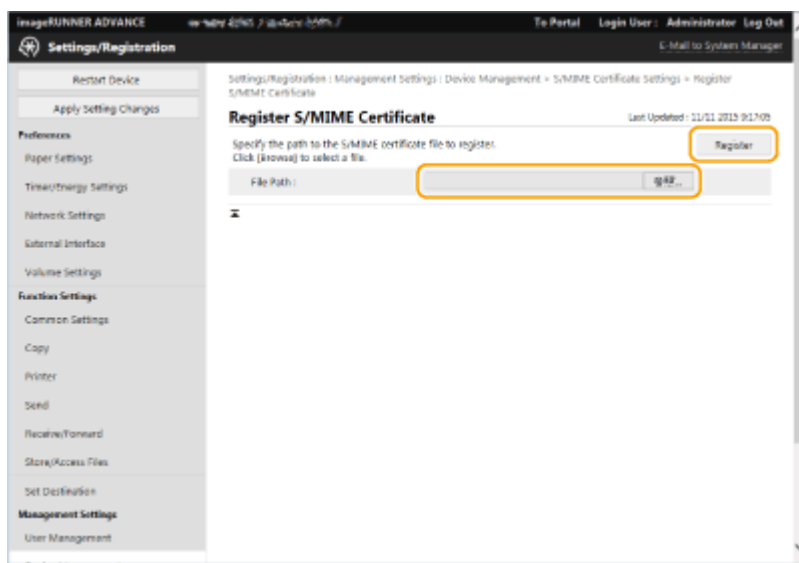 imageRUNNER ADVANCE To Portal Login User : Administrator Log Out
Settings/Registration E-Mail to System Manager
Restart Device
Apply Setting Changes
Preferences
Paper Settings
Timer/Energy Settings
Network Settings
External Interface
Volume Settings
Function Settings
Common Settings
Copy
Printer
Send
Receive/Forward
Store/Access Files
Set Destination
Management Settings
User Management
Settings/Registration : Management Settings : Device Management > S/MIME Certificate Settings > Register
S/MIME Certificate
Register S/MIME Certificate Last Updated : 11/11 2015 9:17:05
Specify the path to the S/MIME certificate file to register.
Click [Browse] to select a file.
Register
File Path :